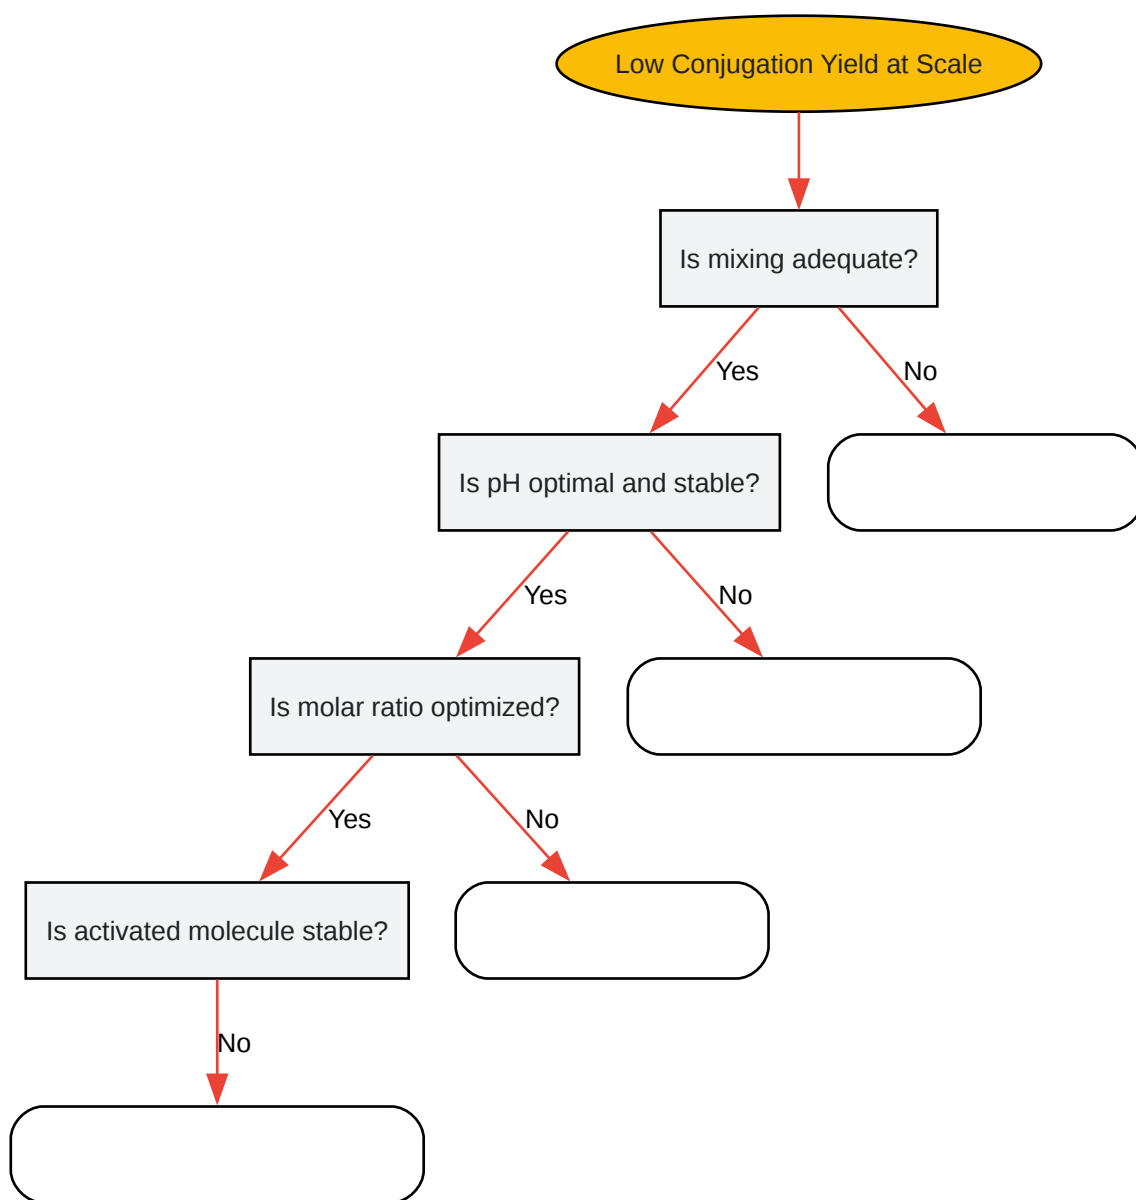 Low Conjugation Yield at Scale
Is mixing adequate?
Yes
No
Is pH optimal and stable?
Yes
No
Is molar ratio optimized?
Yes
No
Is activated molecule stable?
No